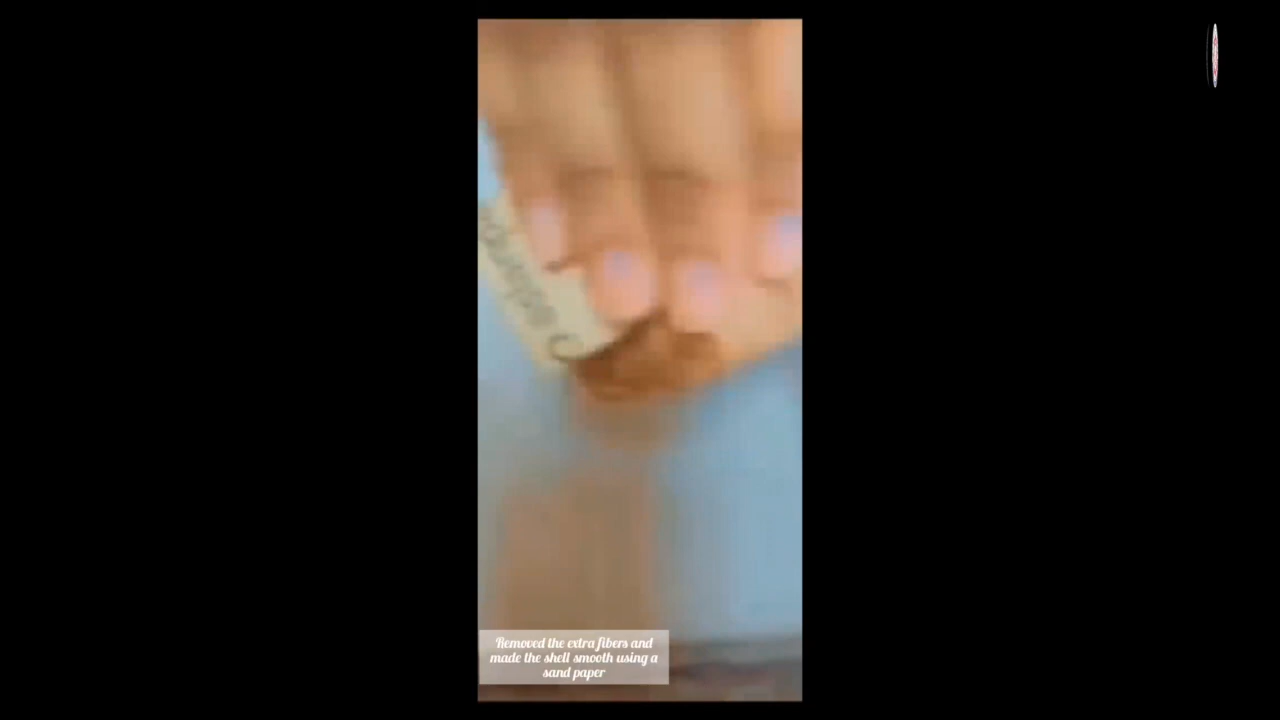 Removed the extra fibers and
made the shell smooth using a
sand paper